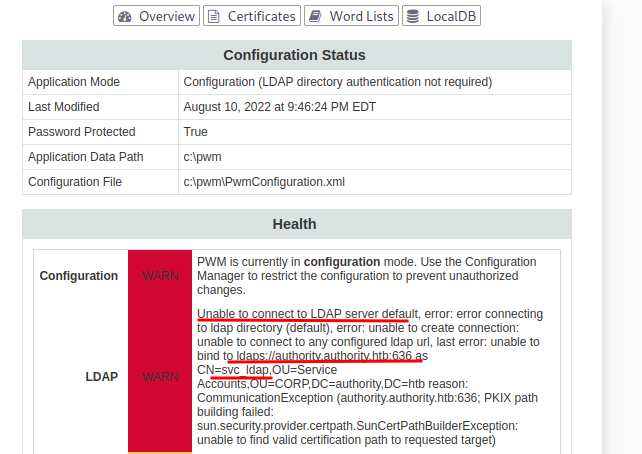 Overview Certificates Word Lists LocalDB
Configuration Status
Application Mode Configuration (LDAP directory authentication not required)
Last Modified August 10, 2022 at 9:46:24 PM EDT
Password Protected True
Application Data Path c:\pwm
Configuration File c:\pwm\PwmConfiguration.xml
Health
Configuration WARN
PWM is currently in configuration mode. Use the Configuration
Manager to restrict the configuration to prevent unauthorized
changes.
LDAP WARN
Unable to connect to LDAP server default, error: error connecting
to ldap directory (default), error: unable to create connection:
unable to connect to any configured ldap url, last error: unable to
bind to ldaps://authority.authority.htb:636 as
CN=svc_ldap,OU=Service
Accounts,OU=CORP,DC=authority,DC=htb reason:
CommunicationException (authority.authority.htb:636; PKIX path
building failed:
sun.security.provider.certpath.SunCertPathBuilderException:
unable to find valid certification path to requested target)